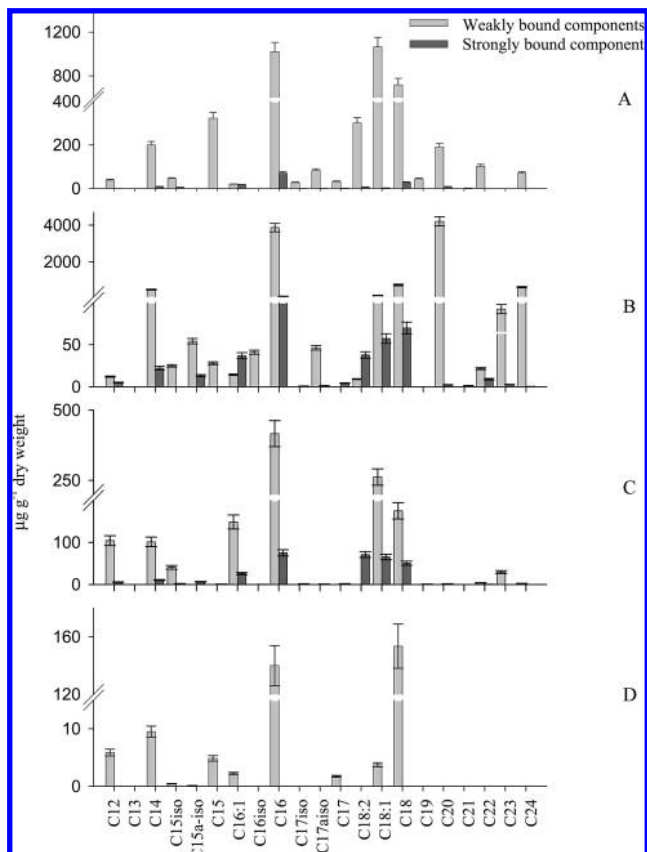 Weakly bound components
Strongly bound component
1200
800
400
200
0
A
4000
2000
50
0
B
500
250
100
0
C
160
120
10
0
D
µg g⁻¹ dry weight
C12
C13
C14
C15iso
C15a-iso
C15
C16:1
C16iso
C16
C17iso
C17aiso
C17
C18:2
C18:1
C18
C19
C20
C21
C22
C23
C24